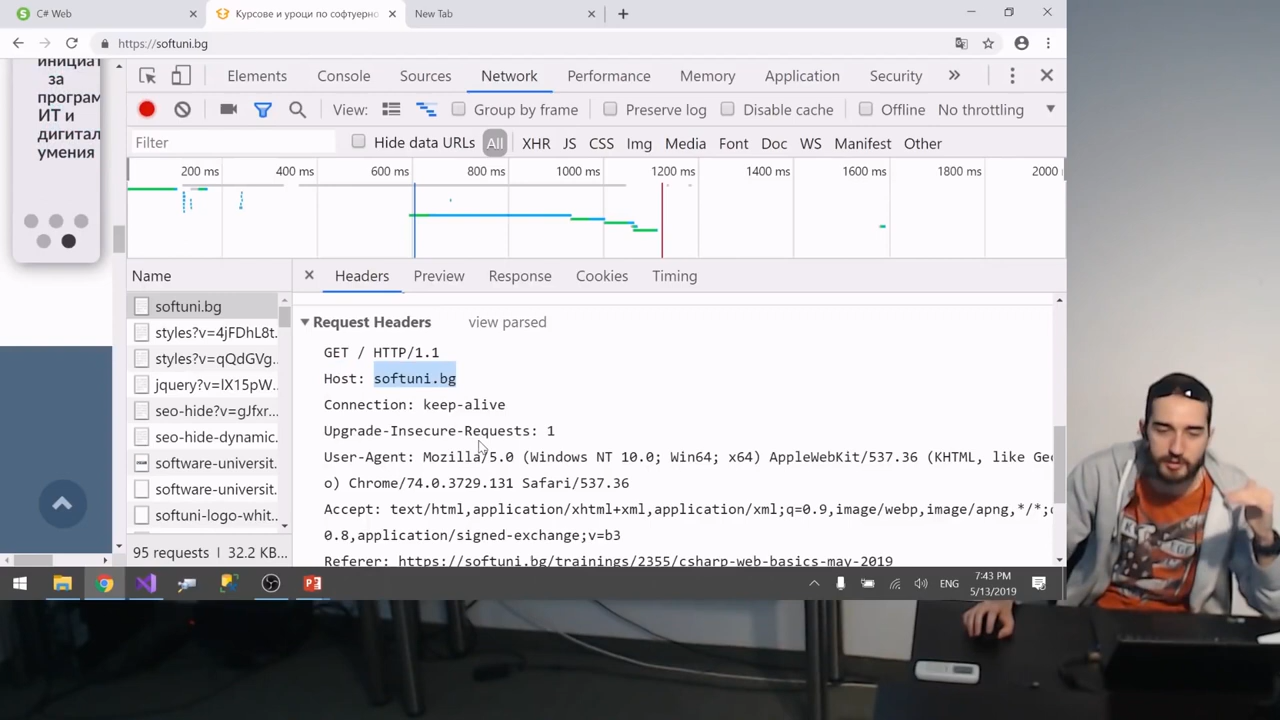 C# Web
Курсове и уроци по софтуерно
New Tab
https://softuni.bg
инициат
за
програм
ИТ и
дигитал
умения
Elements Console Sources Network Performance Memory Application Security
View: Group by frame Preserve log Disable cache Offline No throttling
Filter Hide data URLs All XHR JS CSS Img Media Font Doc WS Manifest Other
200 ms 400 ms 600 ms 800 ms 1000 ms 1200 ms 1400 ms 1600 ms 1800 ms 2000
Name
softuni.bg
styles?v=4jFDhL8t...
styles?v=qQdGVg...
jquery?v=IX15pW...
seo-hide?v=gJfxr...
seo-hide-dynamic...
software-universit...
software-universit...
softuni-logo-whit...
95 requests | 32.2 KB...
Headers Preview Response Cookies Timing
Request Headers view parsed
GET / HTTP/1.1
Host: softuni.bg
Connection: keep-alive
Upgrade-Insecure-Requests: 1
User-Agent: Mozilla/5.0 (Windows NT 10.0; Win64; x64) AppleWebKit/537.36 (KHTML, like Gec
o) Chrome/74.0.3729.131 Safari/537.36
Accept: text/html,application/xhtml+xml,application/xml;q=0.9,image/webp,image/apng,*/*;q
0.8,application/signed-exchange;v=b3
Referer: https://softuni.bg/trainings/2355/csharp-web-basics-may-2019
ENG
7:43 PM
5/13/2019